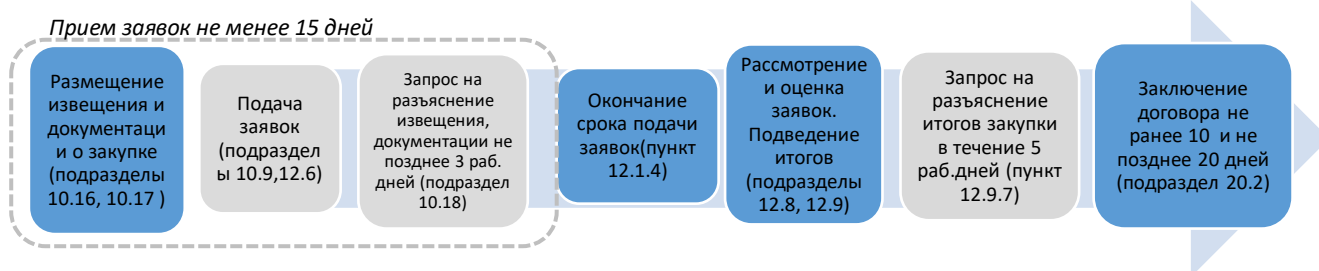 Прием заявок не менее 15 дней
Размещение
извещения и
документаци
и о закупке
(подразделы
10.16, 10.17 )
Подача
заявок
(подраздел
ы 10.9,12.6)
Запрос на
разъяснение
извещения,
документации не
позднее 3 раб.
дней (подраздел
10.18)
Окончание
срока подачи
заявок(пункт
12.1.4)
Рассмотрение
и оценка
заявок.
Подведение
итогов
(подразделы
12.8, 12.9)
Запрос на
разъяснение
итогов закупки
в течение 5
раб.дней (пункт
12.9.7)
Заключение
договора не
ранее 10 и не
позднее 20 дней
(подраздел 20.2)